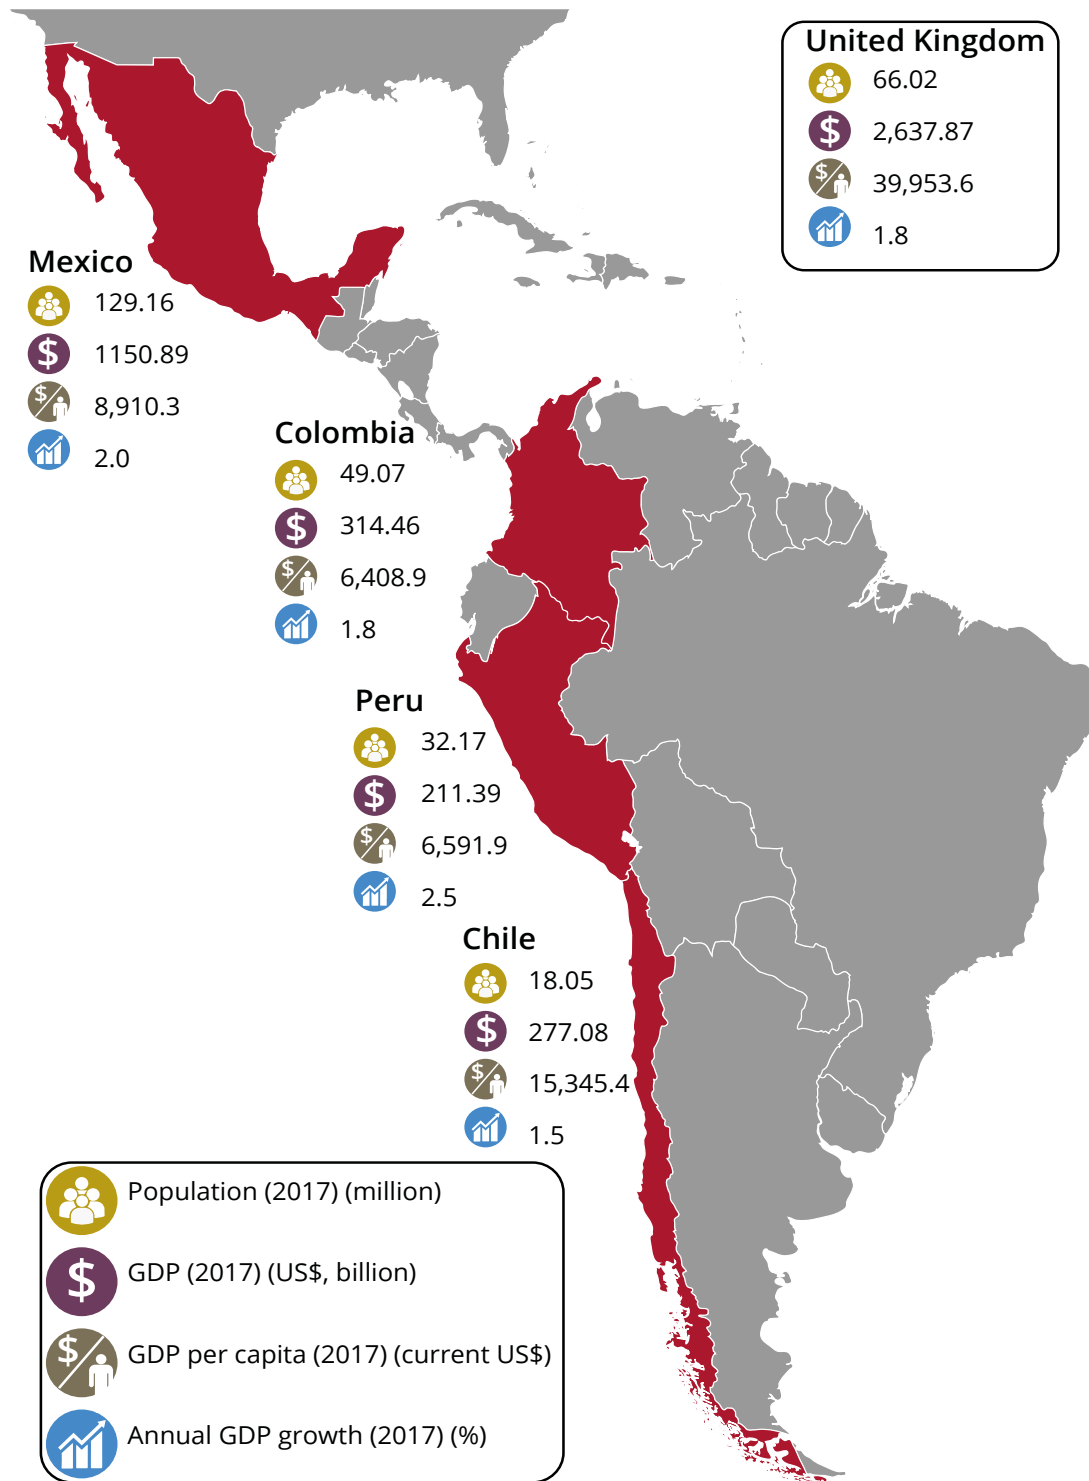 United Kingdom
66.02
$ 2,637.87
$ 39,953.6
1.8
Mexico
129.16
$ 1150.89
$ 8,910.3
2.0
Colombia
49.07
$ 314.46
$ 6,408.9
1.8
Peru
32.17
$ 211.39
$ 6,591.9
2.5
Chile
18.05
$ 277.08
$ 15,345.4
1.5
Population (2017) (million)
$ GDP (2017) (US$, billion)
$ GDP per capita (2017) (current US$)
Annual GDP growth (2017) (%)